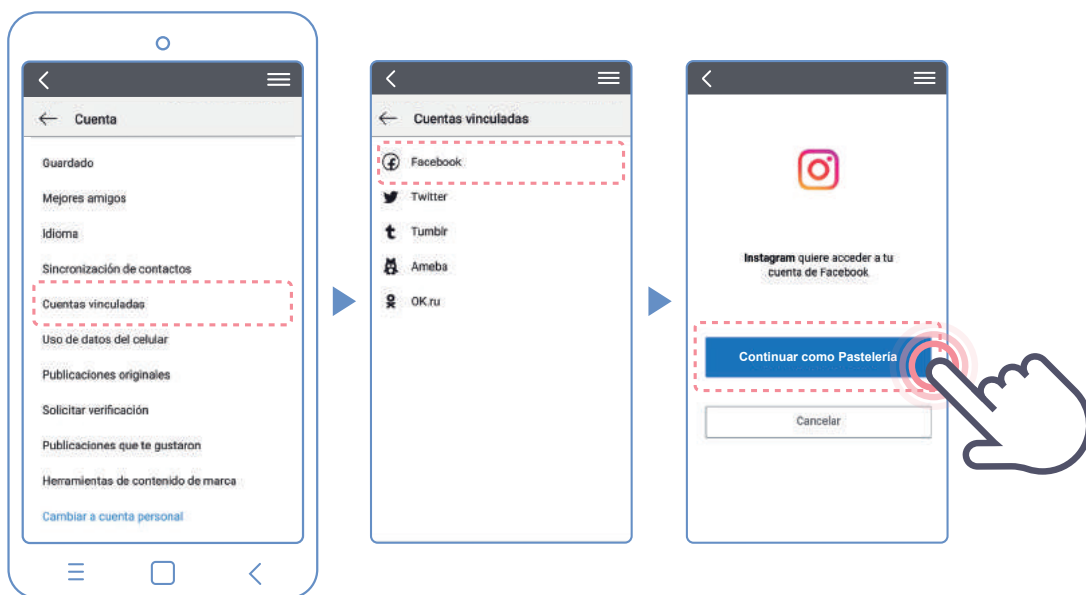 Cuenta
Guardado
Mejores amigos
Idioma
Sincronización de contactos
Cuentas vinculadas
Uso de datos del celular
Publicaciones originales
Solicitar verificación
Publicaciones que te gustaron
Herramientas de contenido de marca
Cambiar a cuenta personal
Cuentas vinculadas
Facebook
Twitter
Tumblr
Ameba
OK.ru
Instagram quiere acceder a tu
cuenta de Facebook
Continuar como Pastelería
Cancelar